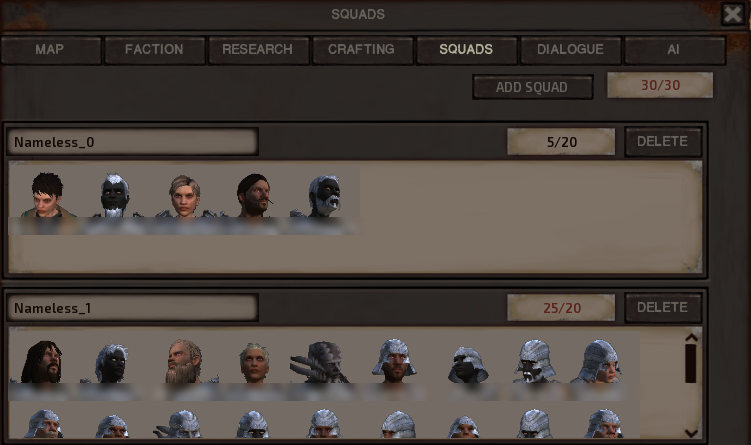 SQUADS
MAP FACTION RESEARCH CRAFTING SQUADS DIALOGUE AI
ADD SQUAD 30/30
Nameless_0 5/20 DELETE
Nameless_1 25/20 DELETE